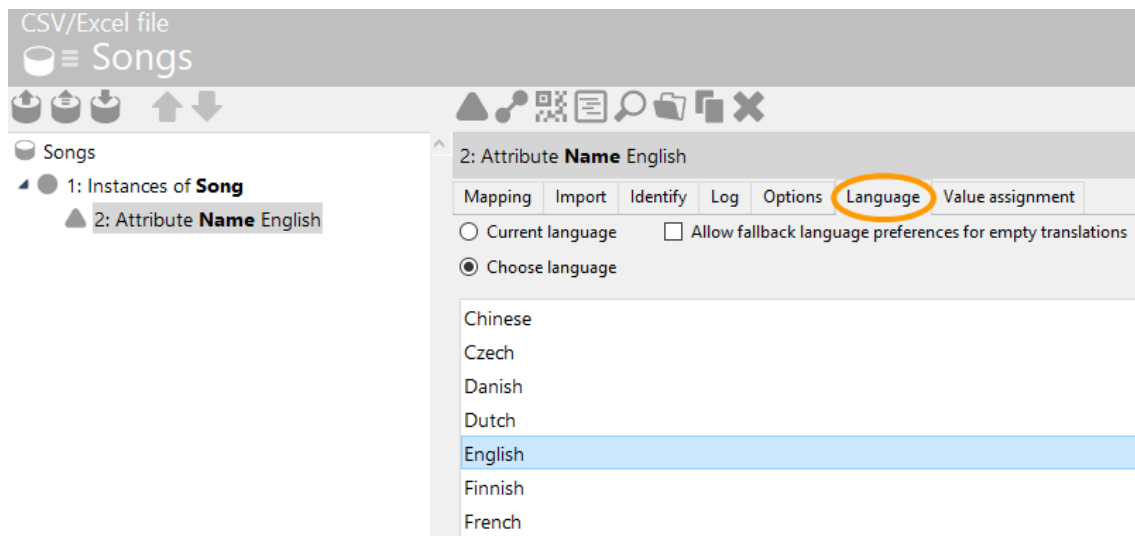 CSV/Excel file
Songs
Songs
1: Instances of Song
2: Attribute Name English
2: Attribute Name English
Mapping Import Identify Log Options Language Value assignment
Current language Allow fallback language preferences for empty translations
Choose language
Chinese
Czech
Danish
Dutch
English
Finnish
French